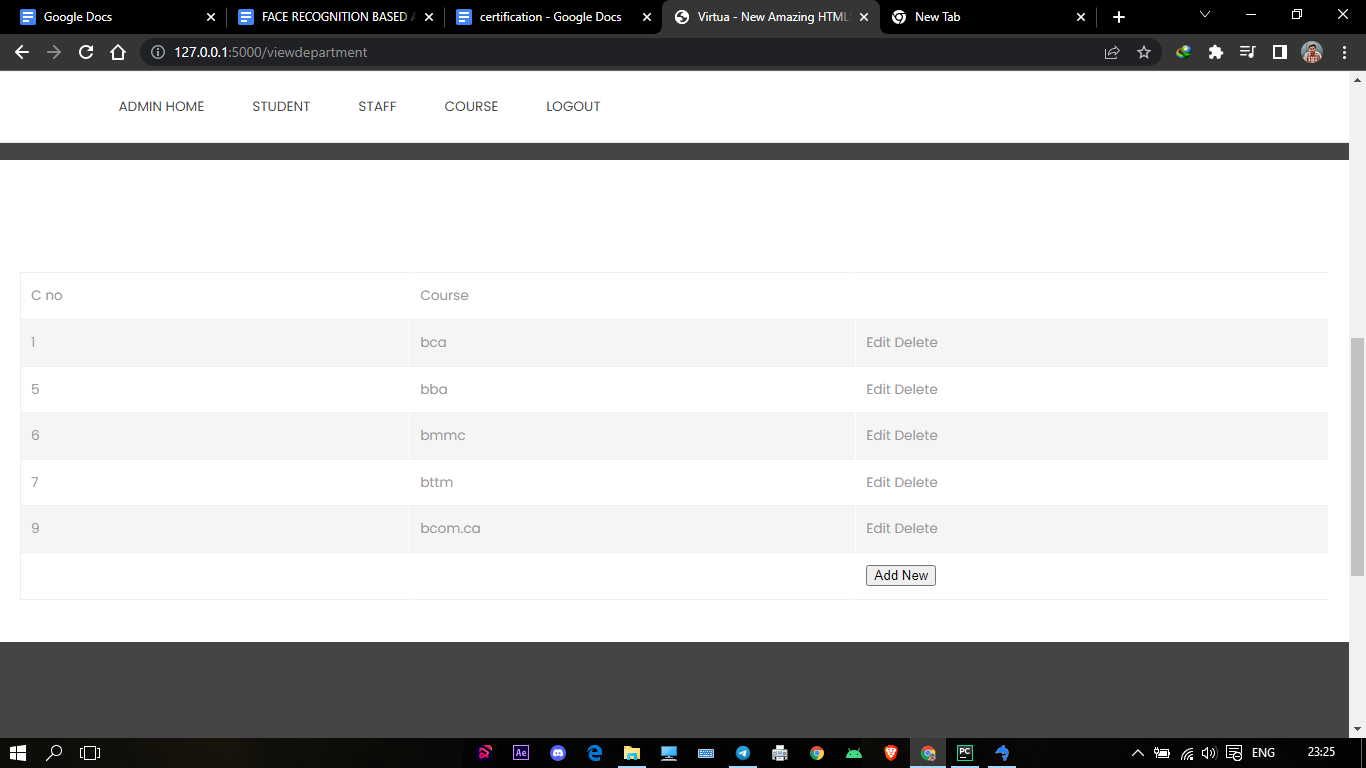 Google Docs
FACE RECOGNITION BASED
certification - Google Docs
Virtua - New Amazing HTML
New Tab
127.0.0.1:5000/viewdepartment
ADMIN HOME STUDENT STAFF COURSE LOGOUT
C no Course
1 bca Edit Delete
5 bba Edit Delete
6 bmmc Edit Delete
7 bttm Edit Delete
9 bcom.ca Edit Delete
Add New
Ae PC ENG 23:25